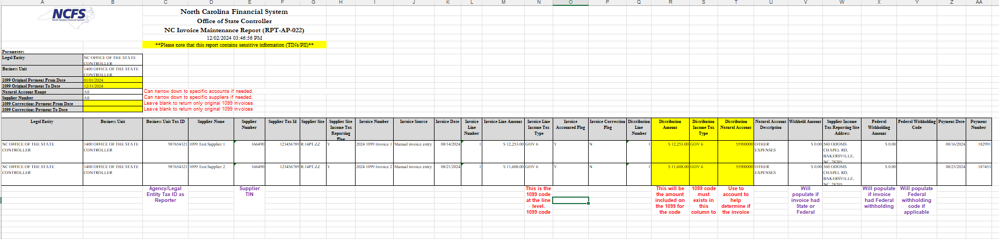 A B C D E F G H I J K L M N O P Q R S T U V W X Y Z AA
NCFS
North Carolina Financial System
North Carolina Financial System
Office of State Controller
NC Invoice Maintenance Report (RPT-AP-022)
12/02/2024 03:46:56 PM
**Please note that this report contains sensitive information (TINs/PII)**
Parameters
Legal Entity NC OFFICE OF THE STATE
CONTROLLER
Business Unit 1400 OFFICE OF THE STATE
CONTROLLER
1099 Original Payment From Date 01/01/2024
1099 Original Payment To Date 12/31/2024
Natural Account Range All Can narrow down to specific accounts if needed.
Supplier Number All Can narrow down to specific suppliers if needed.
1099 Corrections Payment From Date Leave blank to return only original 1099 invoices
1099 Corrections Payment To Date Leave blank to return only original 1099 invoices
Legal Entity Business Unit Business Unit Tax ID Supplier Name Supplier Supplier Tax Id Supplier Site Supplier Site Invoice Number Invoice Source Invoice Date Invoice Invoice Line Amount Invoice Line Invoice Invoice Correction Distribution Distribution Distribution Distribution Natural Account Withheld Amount Supplier Income Federal Federal Withholding Payment Date Payment
Number Income Tax Line Income Tax Accounted Flag Flag Line Amount Income Tax Natural Account Description Tax Reporting Site Withholding Code Number
Reporting Number Type Number Type Address Amount
Flag
NC OFFICE OF THE STATE 1400 OFFICE OF THE STATE 987654321 1099 Test Supplier 1 166490 123456789 R.14PT.ZZ Y 2024 1099 Invoice 1 Manual invoice entry 08/14/2024 1 $ 12,253.00 GOV 6 Y N 1 $ 12,253.00 GOV 6 55900000 OTHER $ 0.00 560 ODOMS $ 0.00 08/16/2024 182991
CONTROLLER CONTROLLER EXPENSES CHAPEL RD,
BAKERSVILLE,
NC 28705
NC OFFICE OF THE STATE 1400 OFFICE OF THE STATE 987654321 1099 Test Supplier 2 166490 123456789 R.14PT.ZZ Y 2024 1099 Invoice 2 Manual invoice entry 08/21/2024 1 $ 11,608.00 GOV 6 Y N 1 $ 11,608.00 GOV 6 55900000 OTHER $ 0.00 560 ODOMS $ 0.00 08/23/2024 187453
CONTROLLER CONTROLLER EXPENSES CHAPEL RD,
BAKERSVILLE,
NC 28705
Agency/Legal Supplier This is the This will be 1099 code Use to Will Will populate Will populate
Entity Tax ID as TIN 1099 code the amount must account to populate if if invoice Federal
Reporter at the line included on exists in help invoice had had Federal withholding
level. the 1099 for this determine if State or withholding code if
1099 code the code column to the invoice Federal applicable